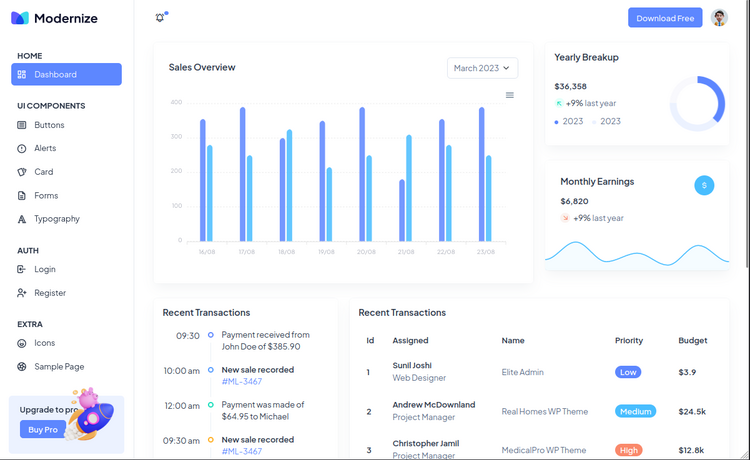 Modernize
Download Free
HOME
Dashboard
UI COMPONENTS
Buttons
Alerts
Card
Forms
Typography
AUTH
Login
Register
EXTRA
Icons
Sample Page
Upgrade to pro
Buy Pro
Sales Overview
March 2023
400
300
200
100
0
16/08 17/08 18/08 19/08 20/08 21/08 22/08 23/08
Yearly Breakup
$36,358
+9% last year
2023 2023
Monthly Earnings
$
$6,820
+9% last year
Recent Transactions
09:30 Payment received from
John Doe of $385.90
10:00 am New sale recorded
#ML-3467
12:00 am Payment was made of
$64.95 to Michael
09:30 am New sale recorded
#ML-3467
Recent Transactions
Id Assigned Name Priority Budget
1 Sunil Joshi Elite Admin Low $3.9
Web Designer
2 Andrew McDownland Real Homes WP Theme Medium $24.5k
Project Manager
3 Christopher Jamil MedicalPro WP Theme High $12.8k
Project Manager